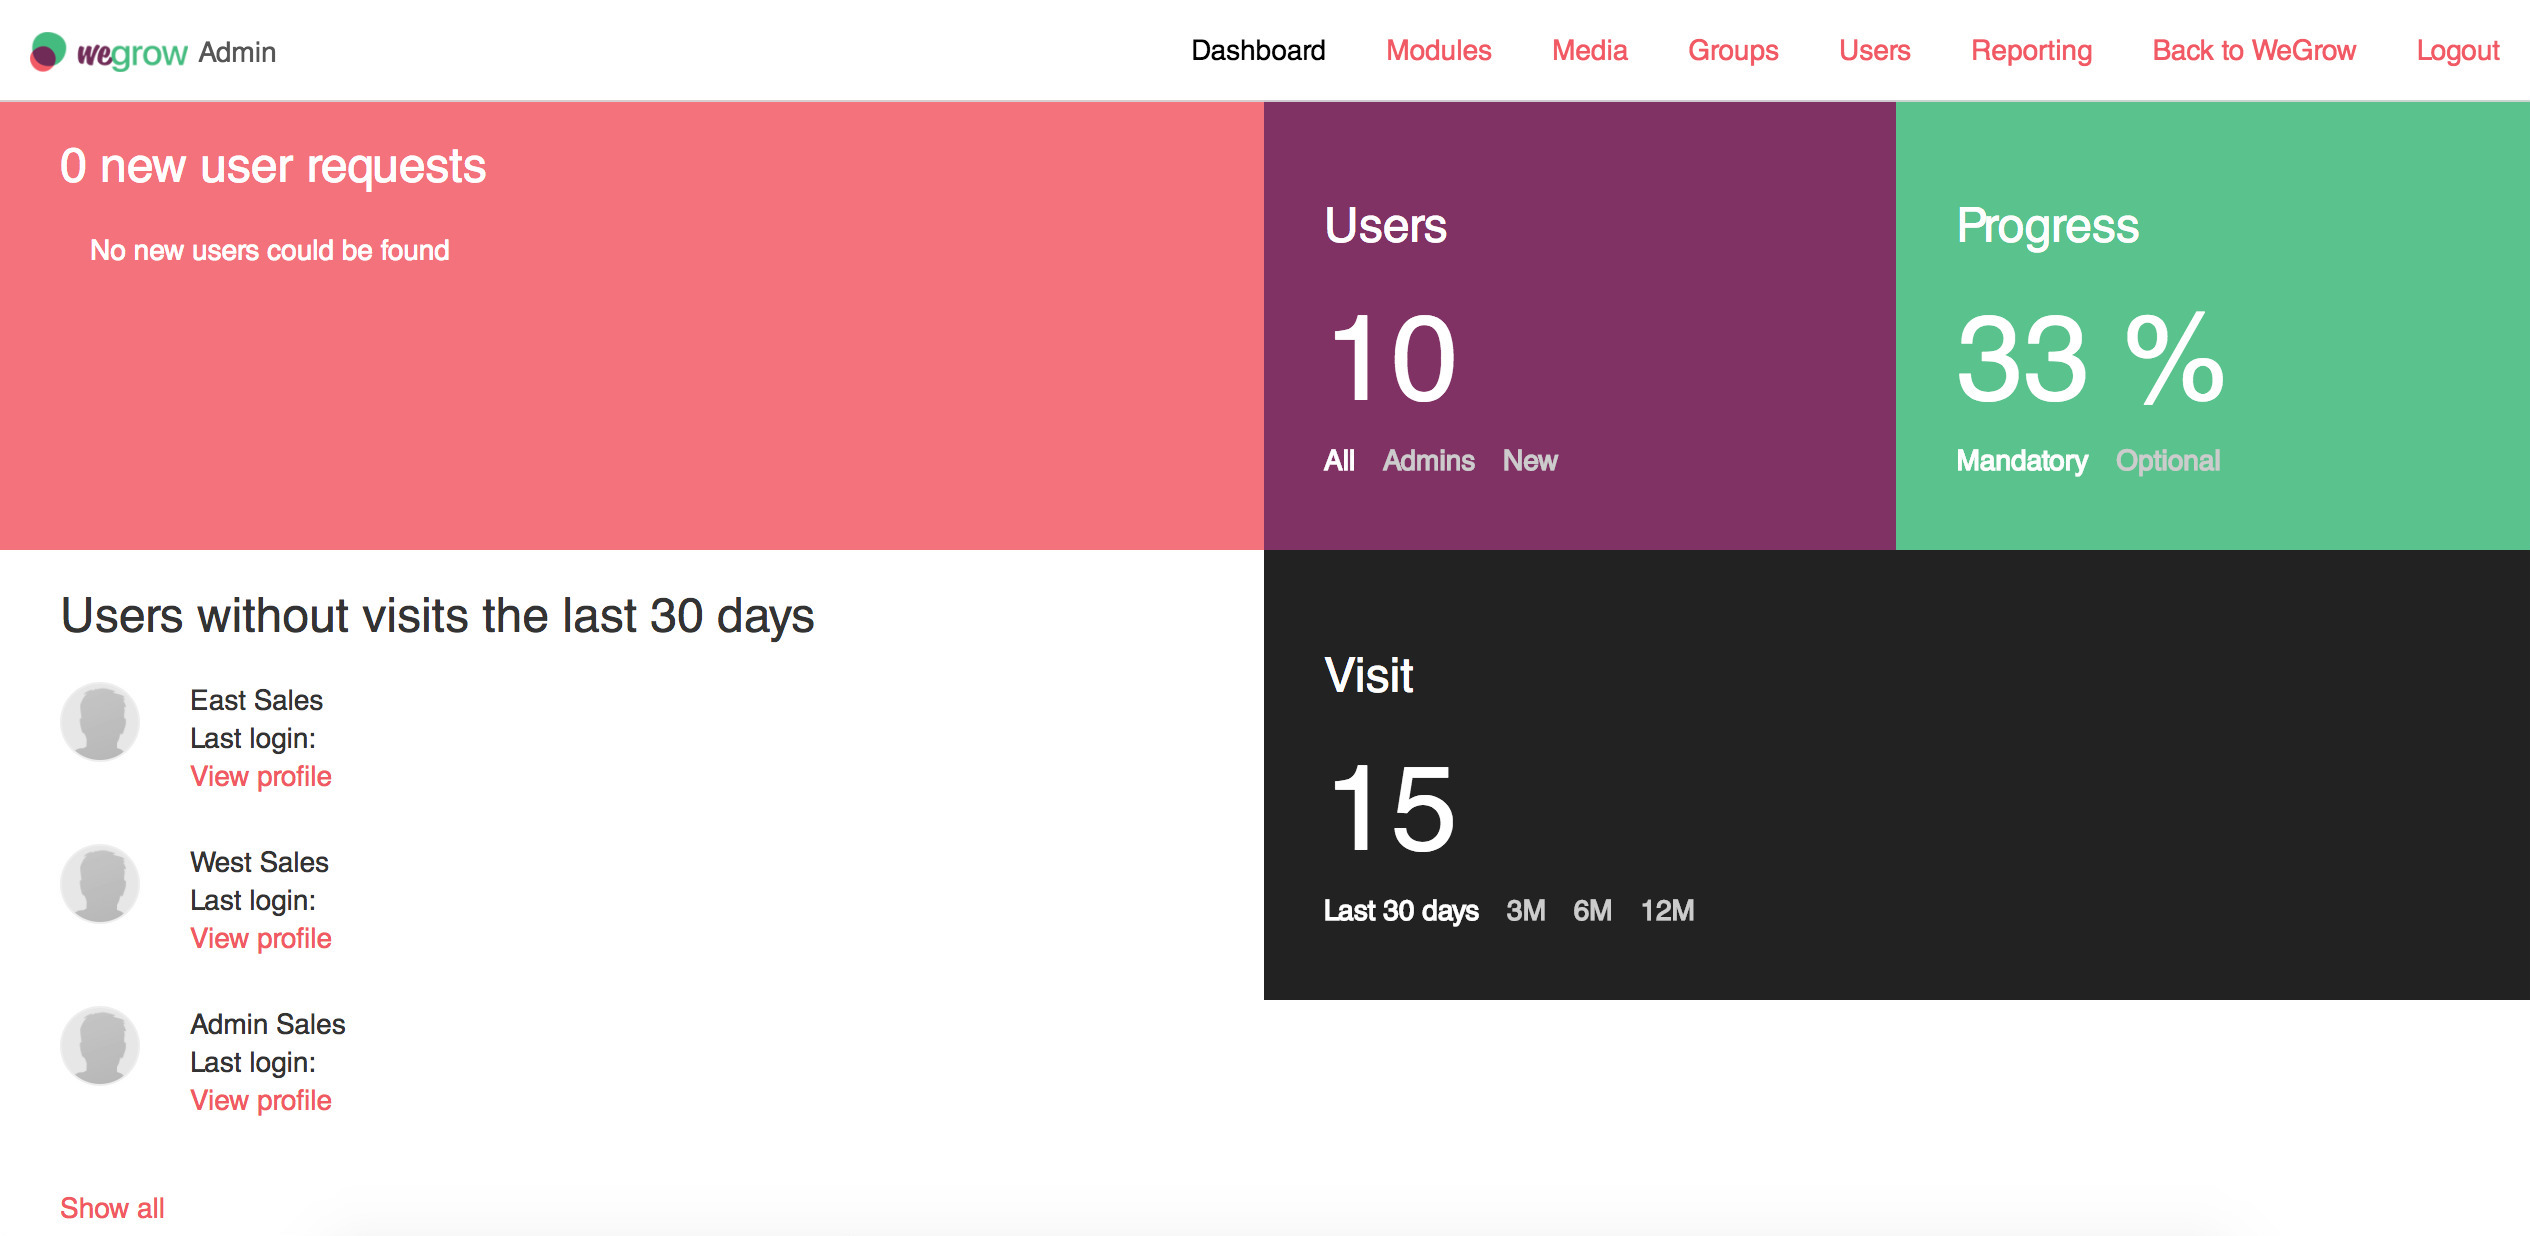 wegrow Admin
Dashboard Modules Media Groups Users Reporting Back to WeGrow Logout
0 new user requests
No new users could be found
Users
10
All Admins New
Progress
33 %
Mandatory Optional
Users without visits the last 30 days
East Sales
Last login:
View profile
West Sales
Last login:
View profile
Admin Sales
Last login:
View profile
Show all
Visit
15
Last 30 days 3M 6M 12M